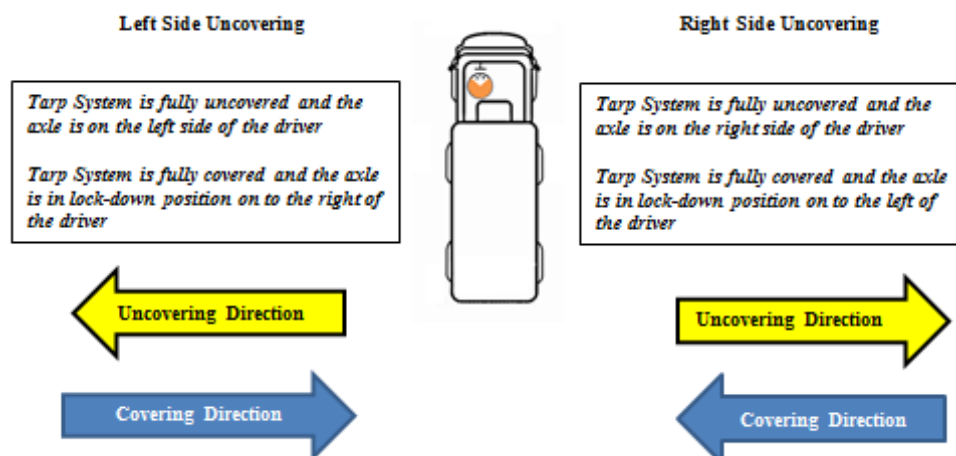 Left Side Uncovering
Tarp System is fully uncovered and the
axle is on the left side of the driver
Tarp System is fully covered and the axle
is in lock-down position on to the right of
the driver
Uncovering Direction
Covering Direction
Right Side Uncovering
Tarp System is fully uncovered and the
axle is on the right side of the driver
Tarp System is fully covered and the axle
is in lock-down position on to the left of
the driver
Uncovering Direction
Covering Direction